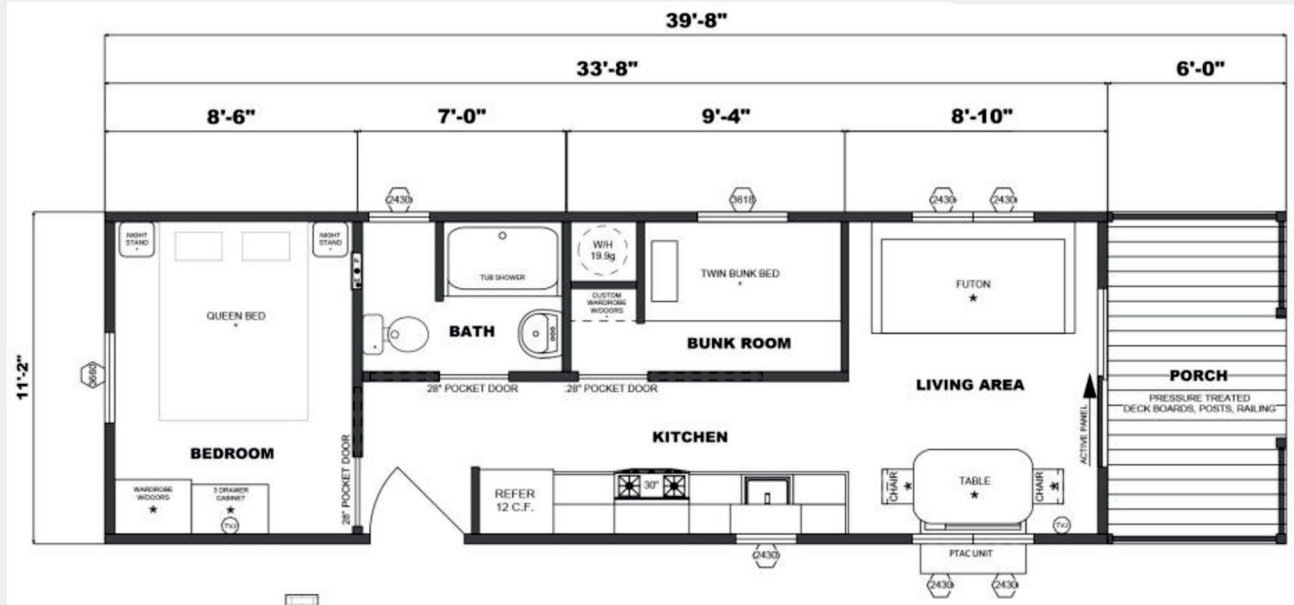 39'-8"
33'-8"
6'-0"
8'-6"
7'-0"
9'-4"
8'-10"
2430
3618
2430
2430
NIGHT
STAND
NIGHT
STAND
W/H
19.9g
TUB SHOWER
TWIN BUNK BED
FUTON
*
CUSTOM
WARDROBE
W/DOORS
QUEEN BED
BATH
BUNK ROOM
11'-2"
3660
28" POCKET DOOR
28" POCKET DOOR
LIVING AREA
PORCH
PRESSURE TREATED
DECK BOARDS, POSTS, RAILING
ACTIVE PANEL
KITCHEN
BEDROOM
28" POCKET DOOR
WARDROBE
W/DOORS
*
3 DRAWER
CABINET
*
TVJ
REFER
12 C.F.
30"
CHAIR
*
TABLE
*
CHAIR
*
TVJ
2430
PTAC UNIT
2430
2430